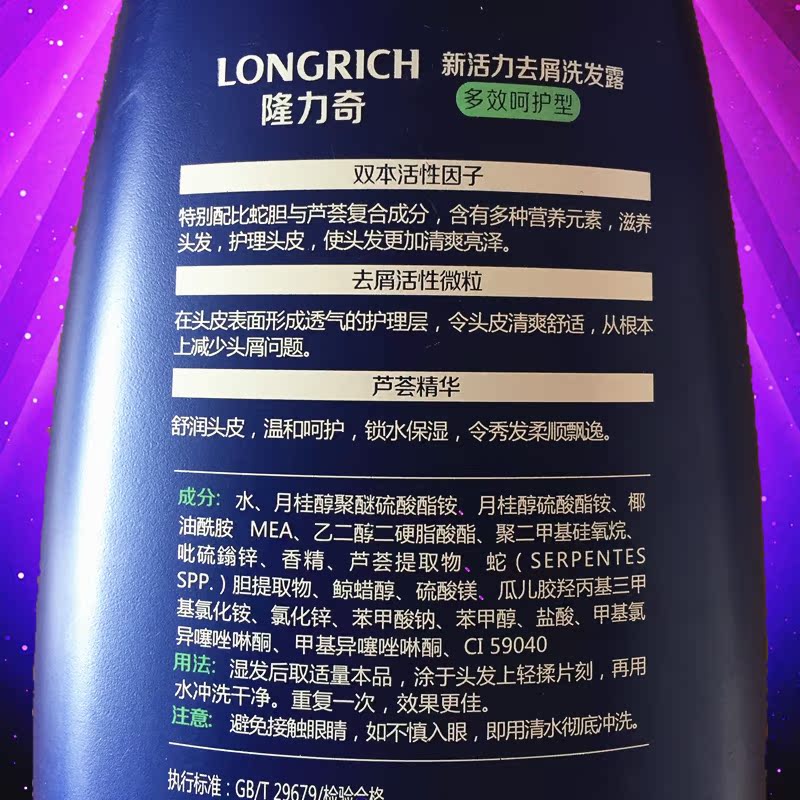 LONGRICH 新活力去屑洗发露
隆力奇 多效呵护型
双本活性因子
特别配比蛇胆与芦荟复合成分，含有多种营养元素，滋养
头发，护理头皮，使头发更加清爽亮泽。
去屑活性微粒
在头皮表面形成透气的护理层，令头皮清爽舒适，从根本
上减少头屑问题。
芦荟精华
舒润头皮，温和呵护，锁水保湿，令秀发柔顺飘逸。
成分：水、月桂醇聚醚硫酸酯铵、月桂醇硫酸酯铵、椰
油酰胺 MEA、乙二醇二硬脂酸酯、聚二甲基硅氧烷、
吡硫鎓锌、香精、芦荟提取物、蛇（SERPENTES
SPP.）胆提取物、鲸蜡醇、硫酸镁、瓜儿胶羟丙基三甲
基氯化铵、氯化锌、苯甲酸钠、苯甲醇、盐酸、甲基氯
异噻唑啉酮、甲基异噻唑啉酮、CI 59040
用法：湿发后取适量本品，涂于头发上轻揉片刻，再用
水冲洗干净。重复一次，效果更佳。
注意：避免接触眼睛，如不慎入眼，即用清水彻底冲洗。
执行标准：GB/T 29679/检验合格